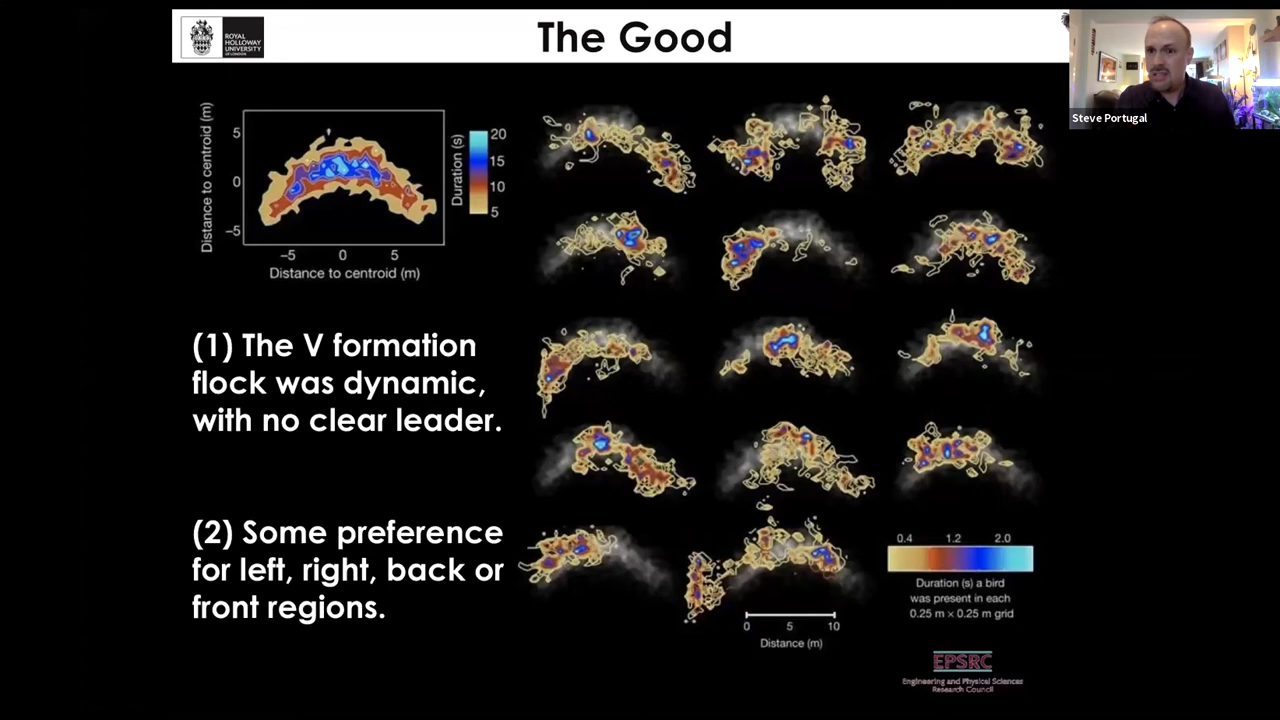 The Good
ROYAL
HOLLOWAY
UNIVERSITY
OF LONDON
Steve Portugal
Distance to centroid (m)
5
0
−5
−5
0
5
Distance to centroid (m)
Duration (s)
20
15
10
5
(1) The V formation
flock was dynamic,
with no clear leader.
(2) Some preference
for left, right, back or
front regions.
0
5
10
Distance (m)
0.4
1.2
2.0
Duration (s) a bird
was present in each
0.25 m × 0.25 m grid
EPSRC
Engineering and Physical Sciences
Research Council